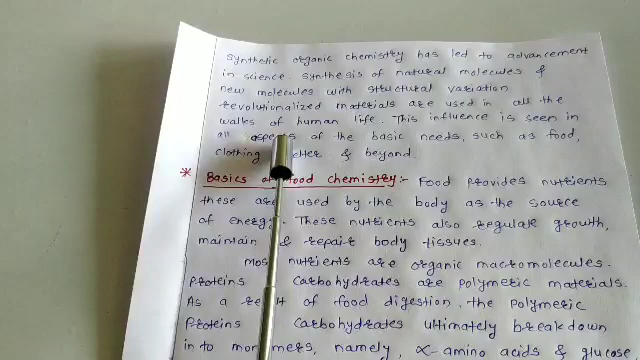 Synthetic organic chemistry has led to advancement
in science. synthesis of natural molecules &
new molecules with structural variation
revolutionalized materials are used in all the
walks of human life. This influence is seen in
all aspects of the basic needs, such as food,
clothing & beyond.
* Basics of food chemistry:- Food provides nutrients
these are used by the body as the source
of energy. These nutrients also regulate growth,
maintain & repair body tissues.
Most nutrients are organic macromolecules.
Proteins Carbohydrates are polymeric materials.
As a result of food digestion, the polymeric
Proteins Carbohydrates ultimately breakdown
in to monomers, namely, α-amino acids & glucose